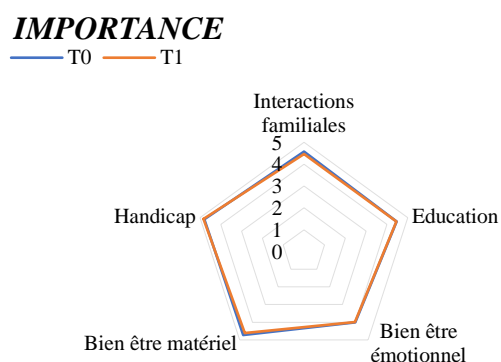 IMPORTANCE
T0 T1
Interactions
familiales
5
4
3
2
1
0
Handicap
Education
Bien être matériel
Bien être
émotionnel